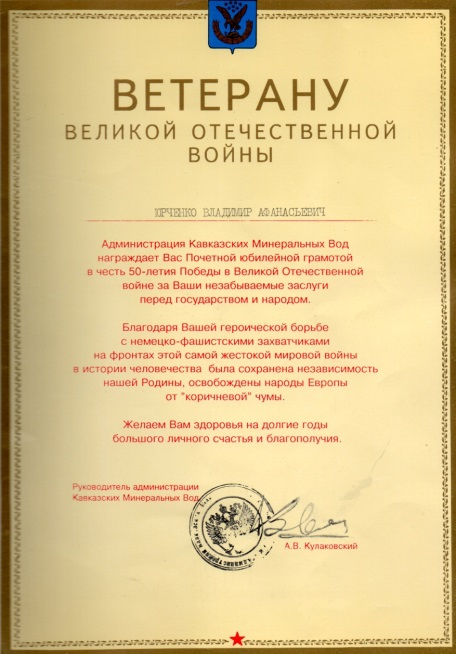 ВЕТЕРАНУ
ВЕЛИКОЙ ОТЕЧЕСТВЕННОЙ
ВОЙНЫ
ЮРЧЕНКО ВЛАДИМИР АФАНАСЬЕВИЧ
Администрация Кавказских Минеральных Вод
награждает Вас Почетной юбилейной грамотой
в честь 50-летия Победы в Великой Отечественной
войне за Ваши незабываемые заслуги
перед государством и народом.
Благодаря Вашей героической борьбе
с немецко-фашистскими захватчиками
на фронтах этой самой жестокой мировой войны
в истории человечества была сохранена независимость
нашей Родины, освобождены народы Европы
от "коричневой" чумы.
Желаем Вам здоровья на долгие годы
большого личного счастья и благополучия.
Руководитель администрации
Кавказских Минеральных Вод
А.В. Кулаковский